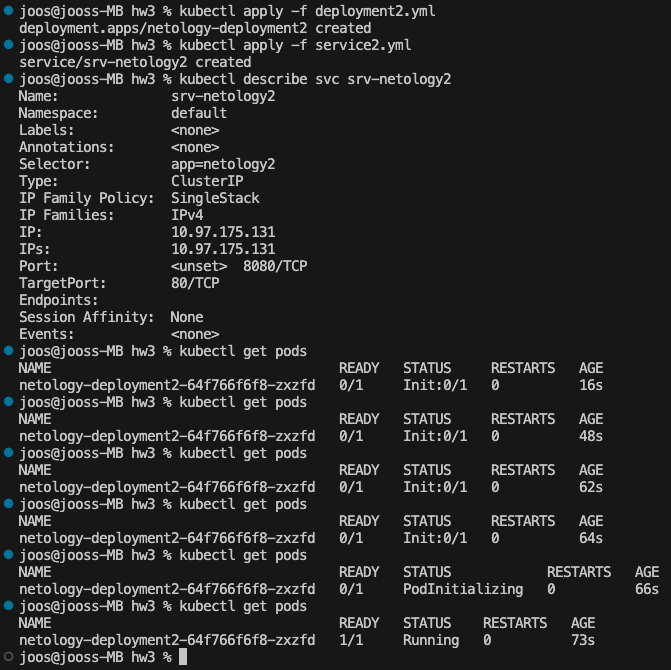 joos@jooss-MB hw3 % kubectl apply -f deployment2.yml
deployment.apps/netology-deployment2 created
joos@jooss-MB hw3 % kubectl apply -f service2.yml
service/srv-netology2 created
joos@jooss-MB hw3 % kubectl describe svc srv-netology2
Name:              srv-netology2
Namespace:         default
Labels:            <none>
Annotations:       <none>
Selector:          app=netology2
Type:              ClusterIP
IP Family Policy:  SingleStack
IP Families:       IPv4
IP:                10.97.175.131
IPs:               10.97.175.131
Port:              <unset>  8080/TCP
TargetPort:        80/TCP
Endpoints:
Session Affinity:  None
Events:            <none>
joos@jooss-MB hw3 % kubectl get pods
NAME                                    READY   STATUS     RESTARTS   AGE
netology-deployment2-64f766f6f8-zxzfd   0/1     Init:0/1   0          16s
joos@jooss-MB hw3 % kubectl get pods
NAME                                    READY   STATUS     RESTARTS   AGE
netology-deployment2-64f766f6f8-zxzfd   0/1     Init:0/1   0          48s
joos@jooss-MB hw3 % kubectl get pods
NAME                                    READY   STATUS     RESTARTS   AGE
netology-deployment2-64f766f6f8-zxzfd   0/1     Init:0/1   0          62s
joos@jooss-MB hw3 % kubectl get pods
NAME                                    READY   STATUS     RESTARTS   AGE
netology-deployment2-64f766f6f8-zxzfd   0/1     Init:0/1   0          64s
joos@jooss-MB hw3 % kubectl get pods
NAME                                    READY   STATUS            RESTARTS   AGE
netology-deployment2-64f766f6f8-zxzfd   0/1     PodInitializing   0          66s
joos@jooss-MB hw3 % kubectl get pods
NAME                                    READY   STATUS    RESTARTS   AGE
netology-deployment2-64f766f6f8-zxzfd   1/1     Running   0          73s
joos@jooss-MB hw3 %